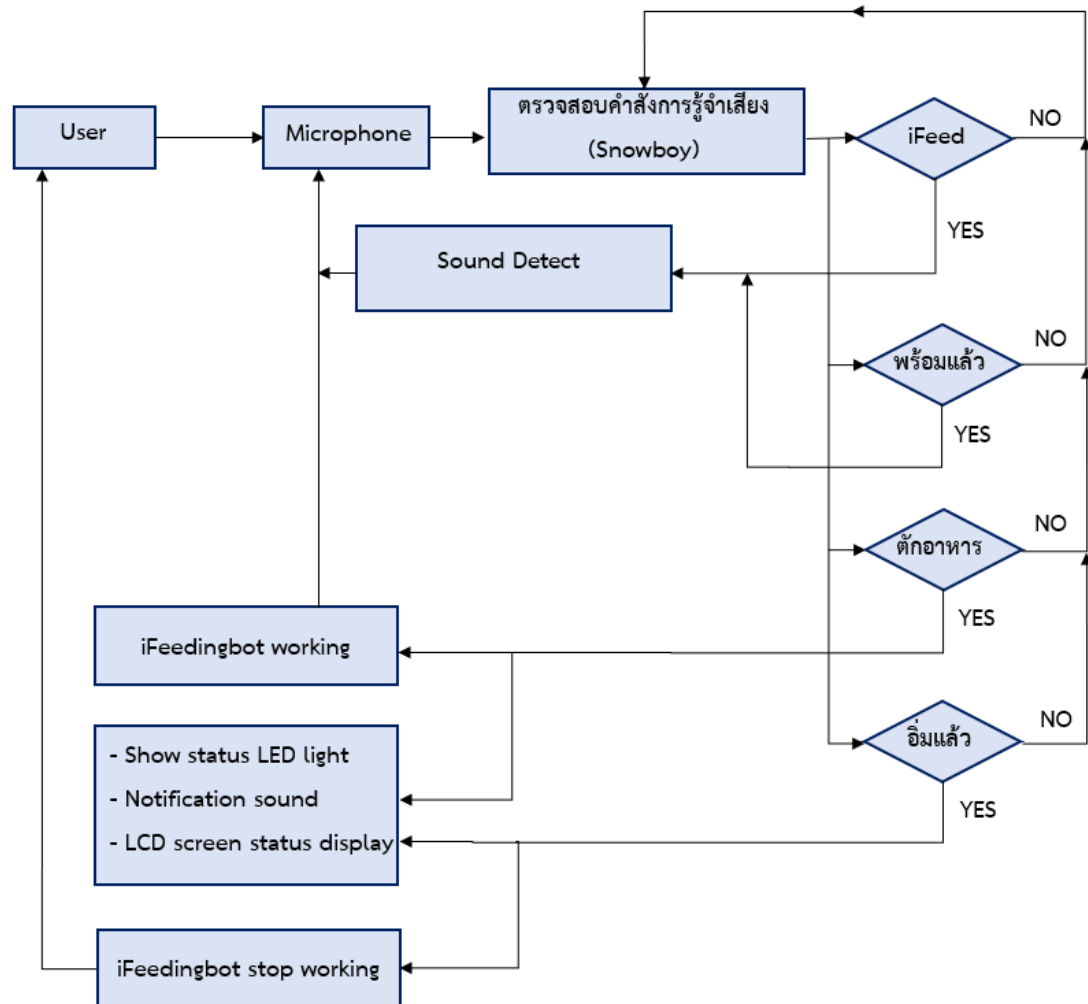 User
Microphone
ตรวจสอบคำสั่งการรู้จำเสียง
(Snowboy)
iFeed
NO
YES
Sound Detect
พร้อมแล้ว
NO
YES
ตักอาหาร
NO
YES
iFeedingbot working
อิ่มแล้ว
NO
YES
- Show status LED light
- Notification sound
- LCD screen status display
iFeedingbot stop working